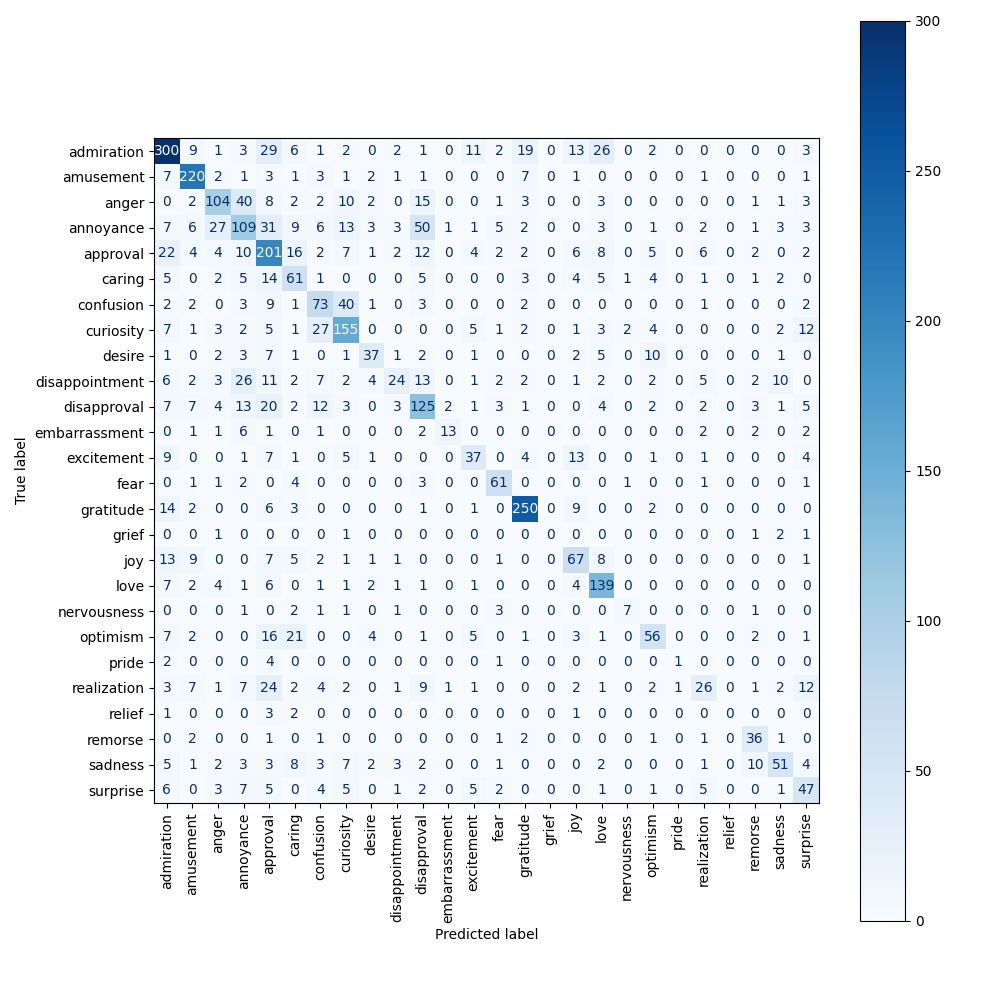 300
admiration 300 9 1 3 29 6 1 2 0 2 1 0 11 2 19 0 13 26 0 2 0 0 0 0 0 3
amusement 7 220 2 1 3 1 3 1 2 1 1 0 0 0 7 0 1 0 0 0 0 1 0 0 0 1
anger 0 2 104 40 8 2 2 10 2 0 15 0 0 1 3 0 0 3 0 0 0 0 0 1 1 3
annoyance 7 6 27 109 31 9 6 13 3 3 50 1 1 5 2 0 0 3 0 1 0 2 0 1 3 3
250
approval 22 4 4 10 201 16 2 7 1 2 12 0 4 2 2 0 6 8 0 5 0 6 0 2 0 2
caring 5 0 2 5 14 61 1 0 0 0 5 0 0 0 3 0 4 5 1 4 0 1 0 1 2 0
confusion 2 2 0 3 9 1 73 40 1 0 3 0 0 0 2 0 0 0 0 0 0 1 0 0 0 2
200
curiosity 7 1 3 2 5 1 27 155 0 0 0 0 5 1 2 0 1 3 2 4 0 0 0 0 2 12
desire 1 0 2 3 7 1 0 1 37 1 2 0 1 0 0 0 2 5 0 10 0 0 0 0 1 0
disappointment 6 2 3 26 11 2 7 2 4 24 13 0 1 2 2 0 1 2 0 2 0 5 0 2 10 0
disapproval 7 7 4 13 20 2 12 3 0 3 125 2 1 3 1 0 0 4 0 2 0 2 0 3 1 5
embarrassment 0 1 1 6 1 0 1 0 0 0 2 13 0 0 0 0 0 0 0 0 0 2 0 2 0 2
True label
excitement 9 0 0 1 7 1 0 5 1 0 0 0 37 0 4 0 13 0 0 1 0 1 0 0 0 4
150
fear 0 1 1 2 0 4 0 0 0 0 3 0 0 61 0 0 0 0 1 0 0 1 0 0 0 1
gratitude 14 2 0 0 6 3 0 0 0 0 1 0 1 0 250 0 9 0 0 2 0 0 0 0 0 0
grief 0 0 1 0 0 0 0 1 0 0 0 0 0 0 0 0 0 0 0 0 0 0 0 1 2 1
joy 13 9 0 0 7 5 2 1 1 1 0 0 0 1 0 0 67 8 0 0 0 0 0 0 0 1
love 7 2 4 1 6 0 1 1 2 1 1 0 1 0 0 0 4 139 0 0 0 0 0 0 0 0
nervousness 0 0 0 1 0 2 1 1 0 1 0 0 0 3 0 0 0 0 7 0 0 0 0 1 0 0
100
optimism 7 2 0 0 16 21 0 0 4 0 1 0 5 0 1 0 3 1 0 56 0 0 0 2 0 1
pride 2 0 0 0 4 0 0 0 0 0 0 0 0 1 0 0 0 0 0 0 1 0 0 0 0 0
realization 3 7 1 7 24 2 4 2 0 1 9 1 1 0 0 0 2 1 0 2 1 26 0 1 2 12
relief 1 0 0 0 3 2 0 0 0 0 0 0 0 0 0 0 1 0 0 0 0 0 0 0 0 0
remorse 0 2 0 0 1 0 1 0 0 0 0 0 0 1 2 0 0 0 0 1 0 1 0 36 1 0
sadness 5 1 2 3 3 8 3 7 2 3 2 0 0 1 0 0 0 2 0 0 0 1 0 10 51 4
50
surprise 6 0 3 7 5 0 4 5 0 1 2 0 5 2 0 0 0 1 0 1 0 5 0 0 1 47
admiration
amusement
anger
annoyance
approval
caring
confusion
curiosity
desire
disappointment
disapproval
embarrassment
excitement
fear
gratitude
grief
joy
love
nervousness
optimism
pride
realization
relief
remorse
sadness
surprise
0
Predicted label